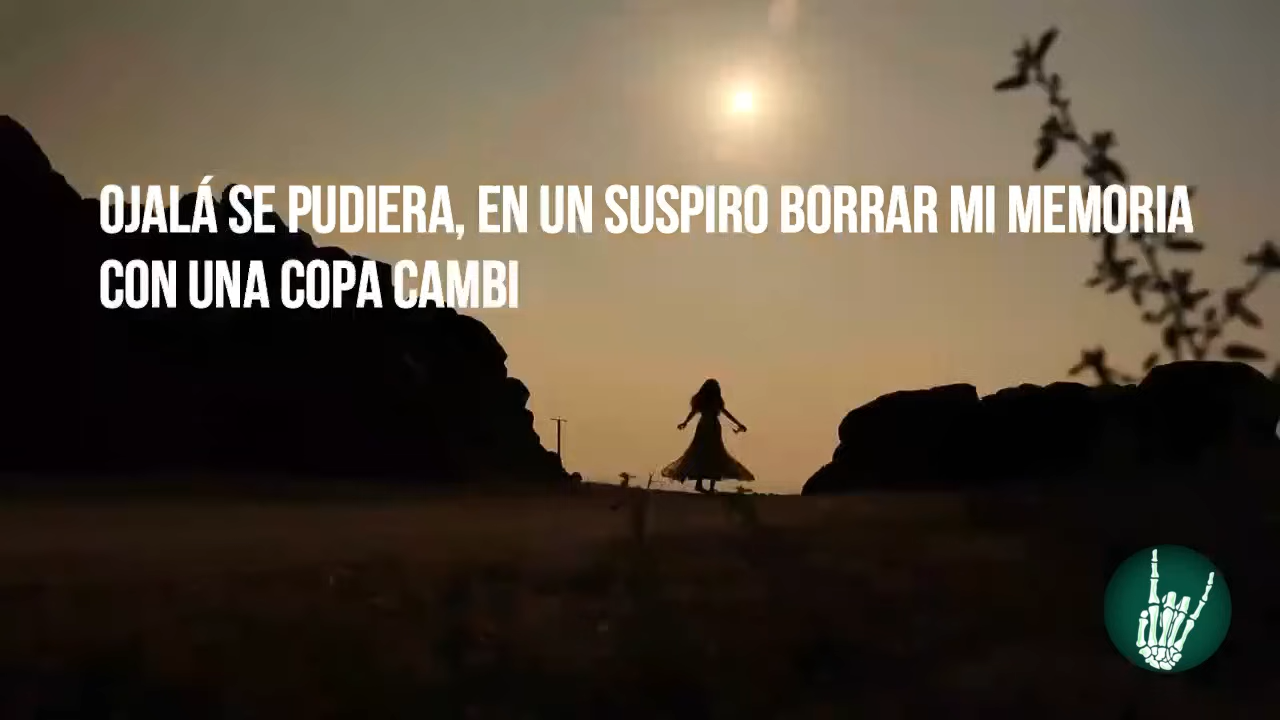 OJALÁ SE PUDIERA, EN UN SUSPIRO BORRAR MI MEMORIA
CON UNA COPA CAMBI